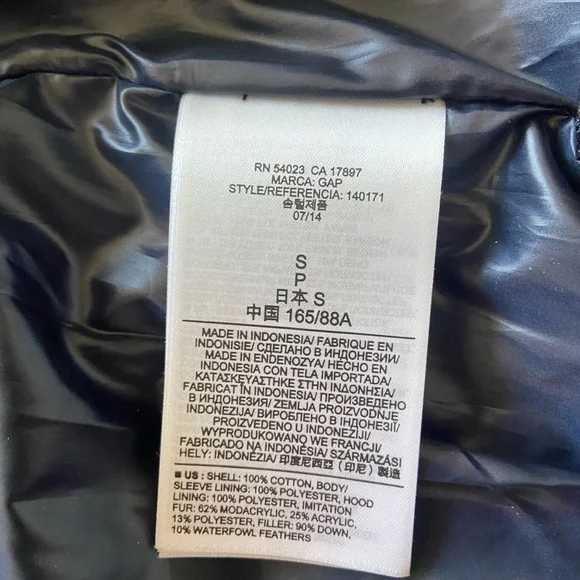 RN 54023 CA 17897
MARCA: GAP
STYLE/REFERENCIA: 140171
솜털제품
07/14
S
P
日本 S
中国 165/88A
MADE IN INDONESIA/ FABRIQUE EN
INDONISIE/ СДЕЛАНО В ИНДОНЕЗИИ/
MADE IN ENDENOZYA/ HECHO EN
INDONESIA CON TELA IMPORTADA/
ΚΑΤΑΣΚΕΥΑΣΤΗΚΕ ΣΤΗΝ ΙΝΔΟΝΗΣΙΑ/
FABRICAT ÎN INDONESIA/ ПРОИЗВЕДЕНО
В ИНДОНЕЗИЯ/ ZEMLJA PROIZVODNJE
INDONEZIJA/ ВИРОБЛЕНО В ІНДОНЕЗІЇ/
PROIZVEDENO U INDONEZIJI/
WYPRODUKOWANO WE FRANCJI/
FABRICADO NA INDONÉSIA/ SZÁRMAZÁSI
HELY: INDONÉZIA/ 印度尼西亞 (印尼) 製造
■ US : SHELL: 100% COTTON, BODY/
SLEEVE LINING: 100% POLYESTER, HOOD
LINING: 100% POLYESTER, IMITATION
FUR: 62% MODACRYLIC, 25% ACRYLIC,
13% POLYESTER, FILLER: 90% DOWN,
10% WATERFOWL FEATHERS